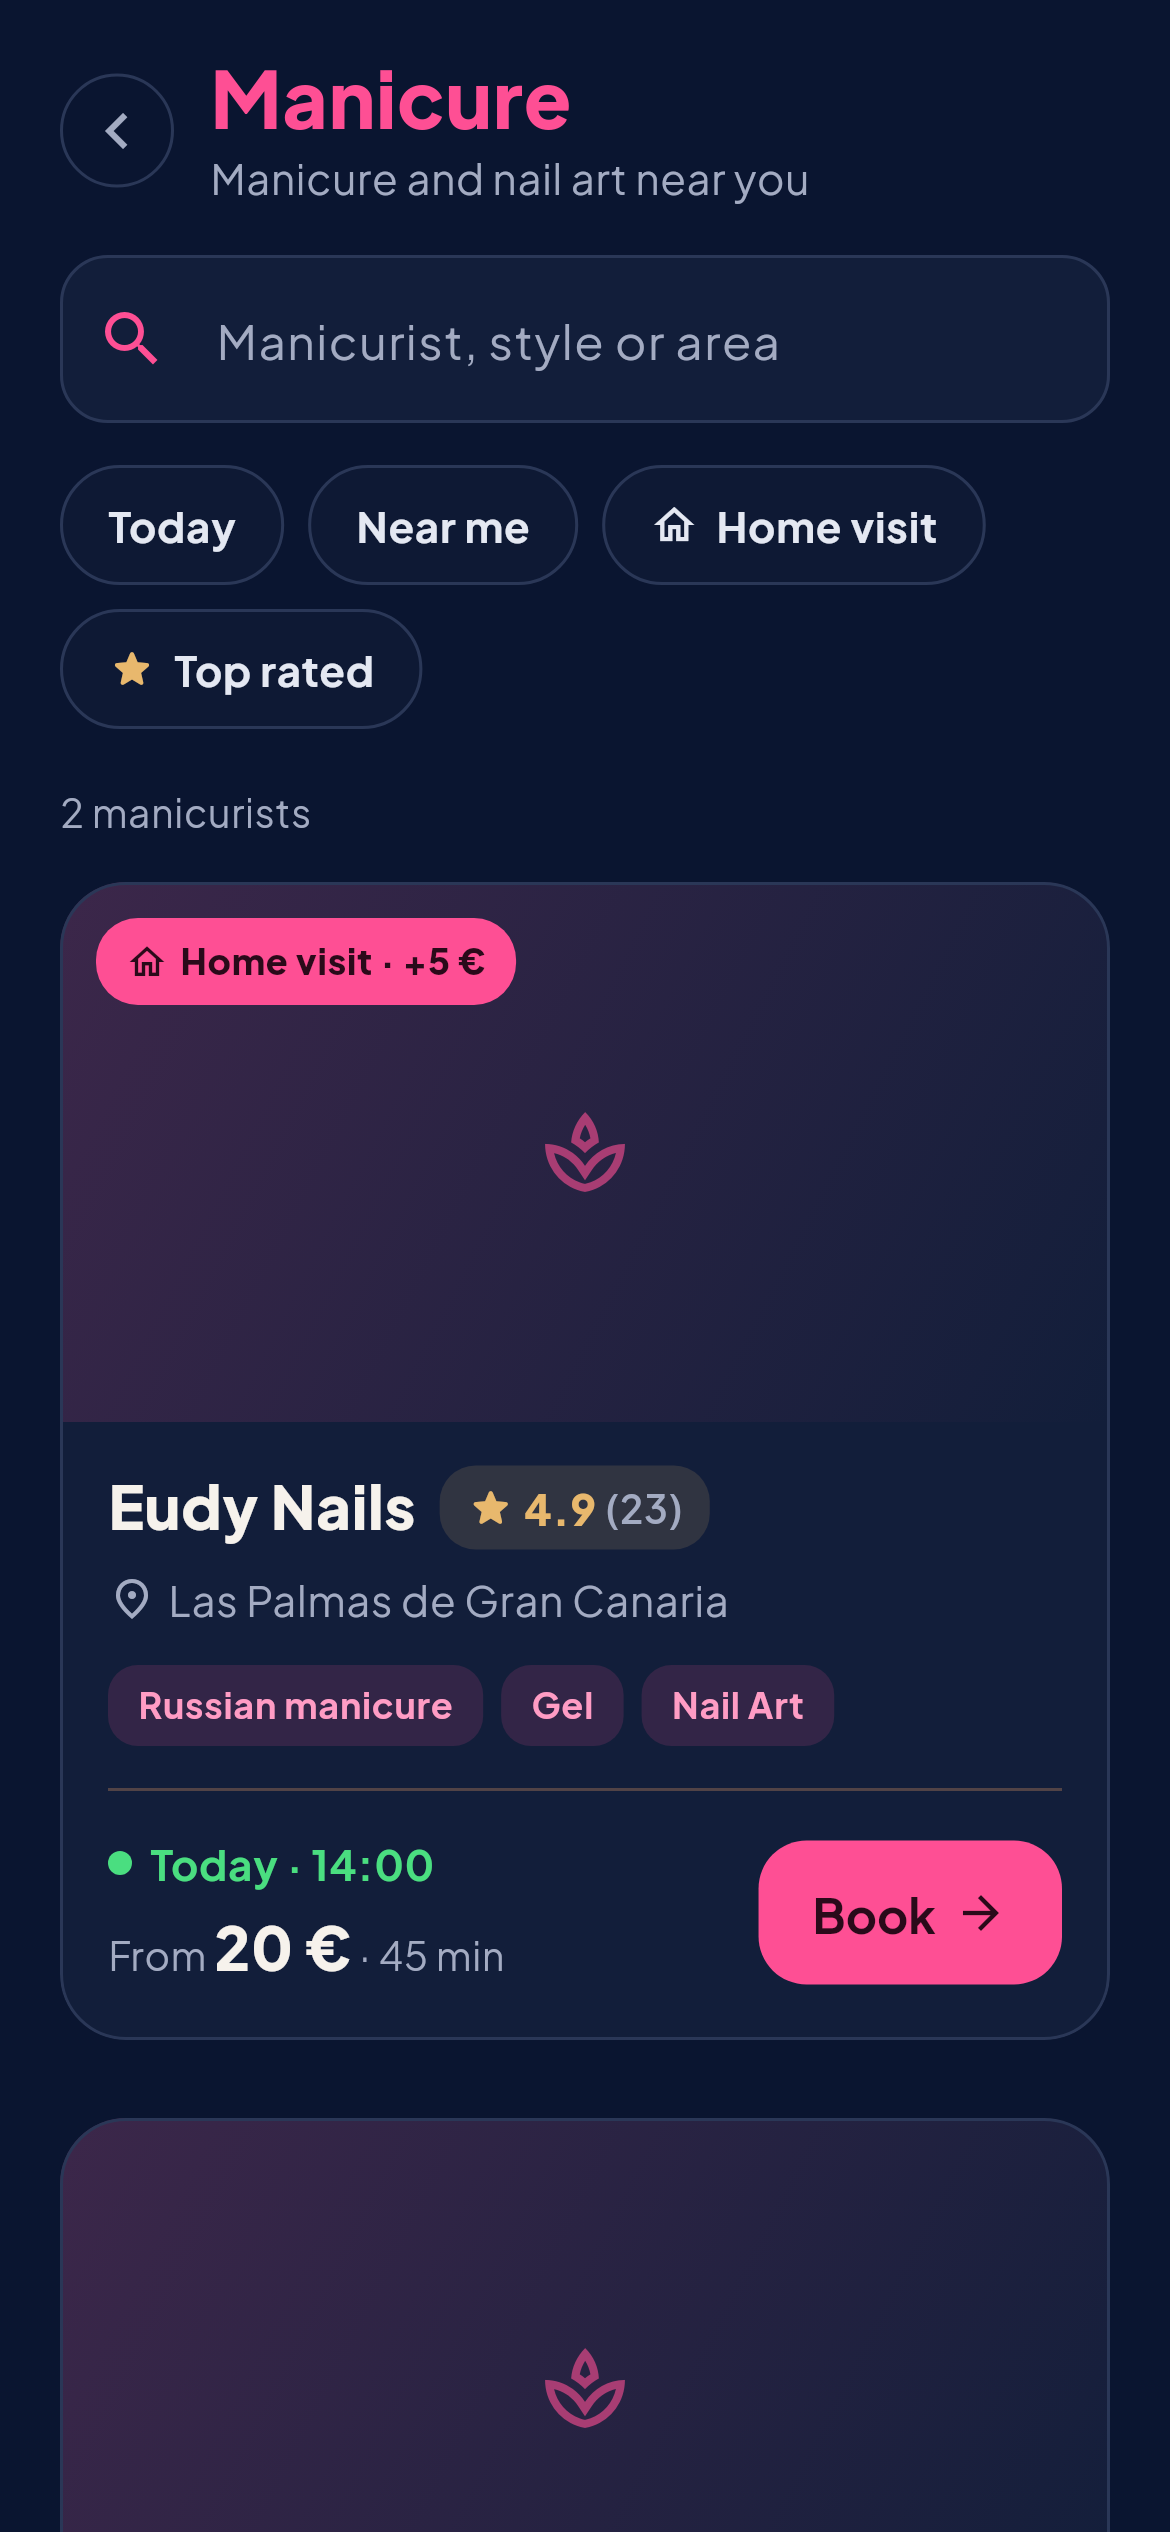 Manicure
Manicure and nail art near you
Manicurist, style or area
Today
Near me
Home visit
Top rated
2 manicurists
Home visit · +5 €
Eudy Nails
4.9 (23)
Las Palmas de Gran Canaria
Russian manicure
Gel
Nail Art
Today · 14:00
From 20 € · 45 min
Book